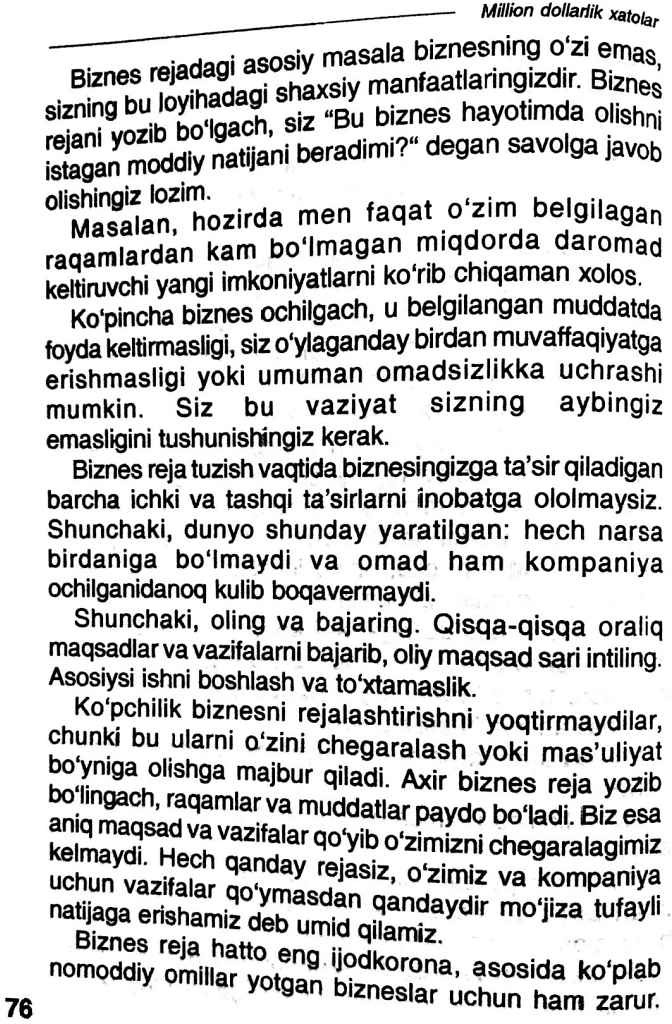 Million dollarlik xatolar
Biznes rejadagi asosiy masala biznesning o‘zi emas,
sizning bu loyihadagi shaxsiy manfaatlaringizdir. Biznes
rejani yozib bo‘lgach, siz “Bu biznes hayotimda olishni
istagan moddiy natijani beradimi?“ degan savolga javob
olishingiz lozim.
Masalan, hozirda men faqat o‘zim belgilagan
raqamlardan kam bo‘lmagan miqdorda daromad
keltiruvchi yangi imkoniyatlarni ko‘rib chiqaman xolos.
Ko‘pincha biznes ochilgach, u belgilangan muddatda
foyda keltirmasligi, siz o‘ylaganday birdan muvaffaqiyatga
erishmasligi yoki umuman omadsizlikka uchrashi
mumkin. Siz bu vaziyat sizning aybingiz
emasligini tushunishingiz kerak.
Biznes reja tuzish vaqtida biznesingizga ta’sir qiladigan
barcha ichki va tashqi ta’sirlarni inobatga ololmaysiz.
Shunchaki, dunyo shunday yaratilgan: hech narsa
birdaniga bo‘lmaydi va omad ham kompaniya
ochilganidanoq kulib boqavermaydi.
Shunchaki, oling va bajaring. Qisqa-qisqa oraliq
maqsadlar va vazifalarni bajarib, oliy maqsad sari intiling.
Asosiysi ishni boshlash va to‘xtamaslik.
Ko‘pchilik biznesni rejalashtirishni yoqtirmaydilar,
chunki bu ularni o‘zini chegaralash yoki mas’uliyat
bo‘yniga olishga majbur qiladi. Axir biznes reja yozib
bo‘lingach, raqamlar va muddatlar paydo bo‘ladi. Biz esa
aniq maqsad va vazifalar qo‘yib o‘zimizni chegaralagimiz
kelmaydi. Hech qanday rejasiz, o‘zimiz va kompaniya
uchun vazifalar qo‘ymasdan qandaydir mo‘jiza tufayli
natijaga erishamiz deb umid qilamiz.
Biznes reja hatto eng ijodkorona, asosida ko‘plab
nomoddiy omillar yotgan bizneslar uchun ham zarur.
76